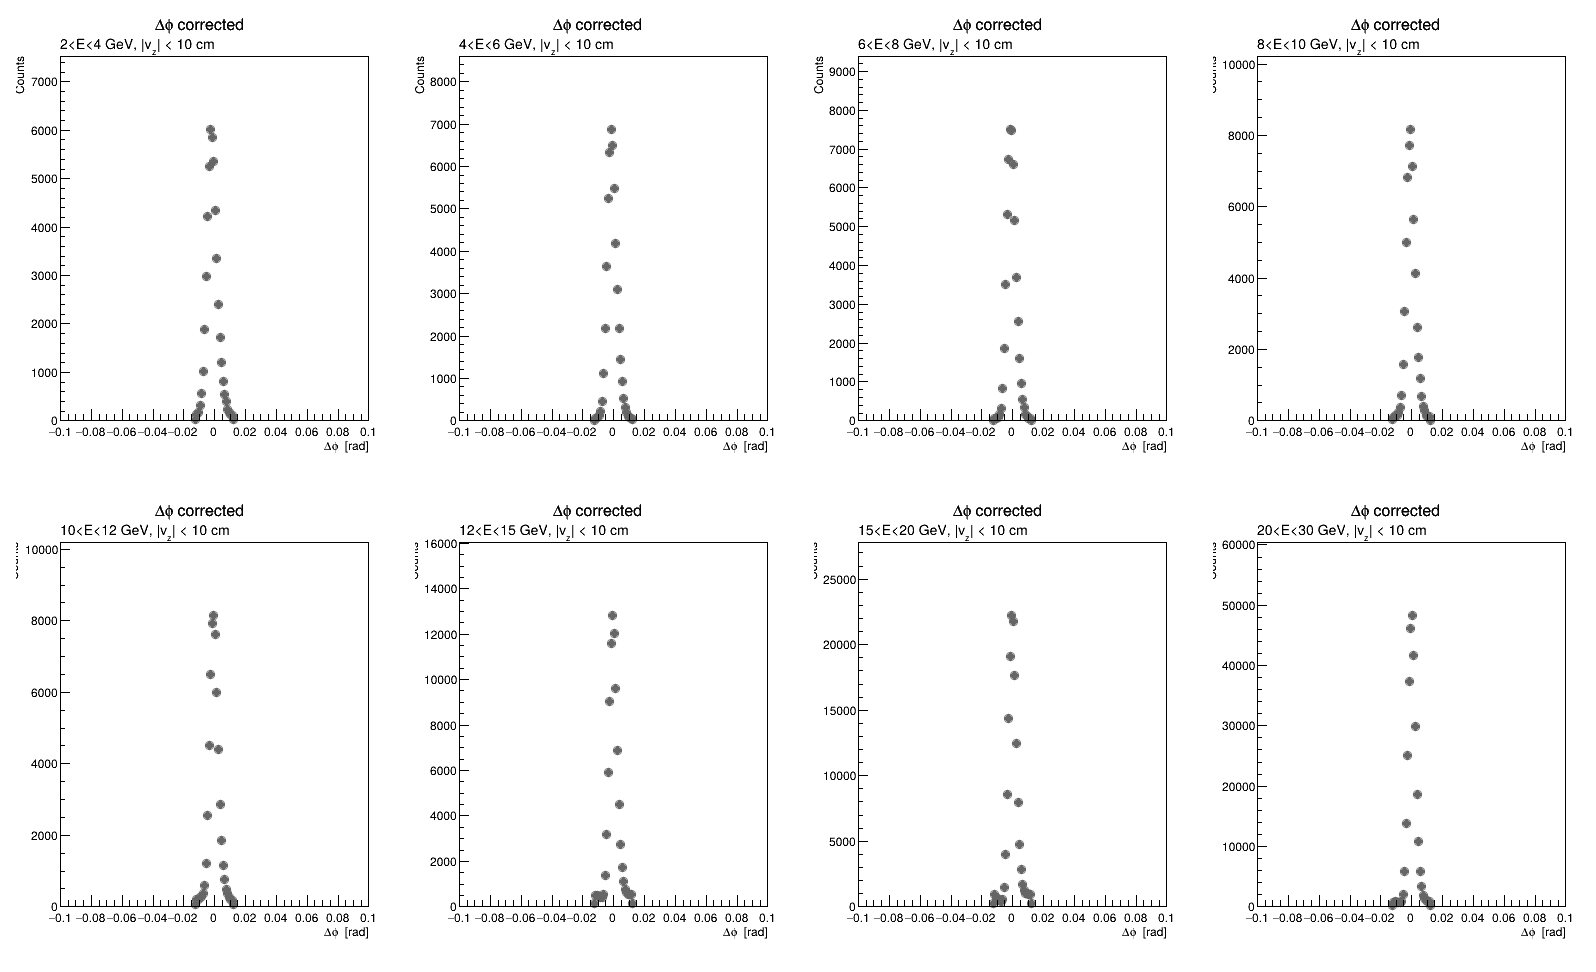 Δϕ corrected
2<E<4 GeV, |v_z| < 10 cm
Counts
7000
6000
5000
4000
3000
2000
1000
0
−0.1 −0.08 −0.06 −0.04 −0.02 0 0.02 0.04 0.06 0.08 0.1
Δϕ [rad]
Δϕ corrected
4<E<6 GeV, |v_z| < 10 cm
Counts
8000
7000
6000
5000
4000
3000
2000
1000
0
−0.1 −0.08 −0.06 −0.04 −0.02 0 0.02 0.04 0.06 0.08 0.1
Δϕ [rad]
Δϕ corrected
6<E<8 GeV, |v_z| < 10 cm
Counts
9000
8000
7000
6000
5000
4000
3000
2000
1000
0
−0.1 −0.08 −0.06 −0.04 −0.02 0 0.02 0.04 0.06 0.08 0.1
Δϕ [rad]
Δϕ corrected
8<E<10 GeV, |v_z| < 10 cm
Counts
10000
8000
6000
4000
2000
0
−0.1 −0.08 −0.06 −0.04 −0.02 0 0.02 0.04 0.06 0.08 0.1
Δϕ [rad]
Δϕ corrected
10<E<12 GeV, |v_z| < 10 cm
Counts
10000
8000
6000
4000
2000
0
−0.1 −0.08 −0.06 −0.04 −0.02 0 0.02 0.04 0.06 0.08 0.1
Δϕ [rad]
Δϕ corrected
12<E<15 GeV, |v_z| < 10 cm
Counts
16000
14000
12000
10000
8000
6000
4000
2000
0
−0.1 −0.08 −0.06 −0.04 −0.02 0 0.02 0.04 0.06 0.08 0.1
Δϕ [rad]
Δϕ corrected
15<E<20 GeV, |v_z| < 10 cm
Counts
25000
20000
15000
10000
5000
0
−0.1 −0.08 −0.06 −0.04 −0.02 0 0.02 0.04 0.06 0.08 0.1
Δϕ [rad]
Δϕ corrected
20<E<30 GeV, |v_z| < 10 cm
Counts
60000
50000
40000
30000
20000
10000
0
−0.1 −0.08 −0.06 −0.04 −0.02 0 0.02 0.04 0.06 0.08 0.1
Δϕ [rad]